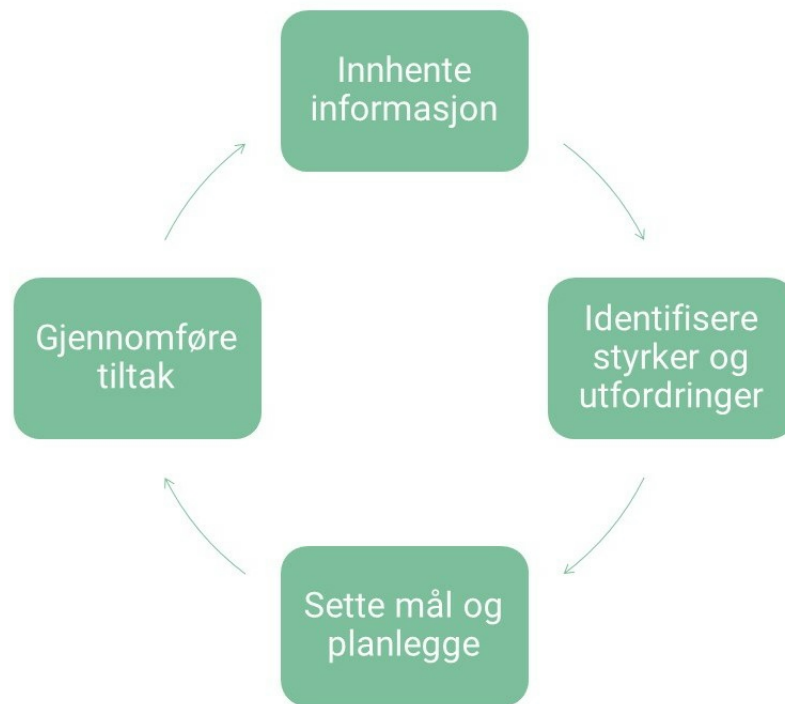 Innhente
informasjon
Identifisere
styrker og
utfordringer
Sette mål og
planlegge
Gjennomføre
tiltak